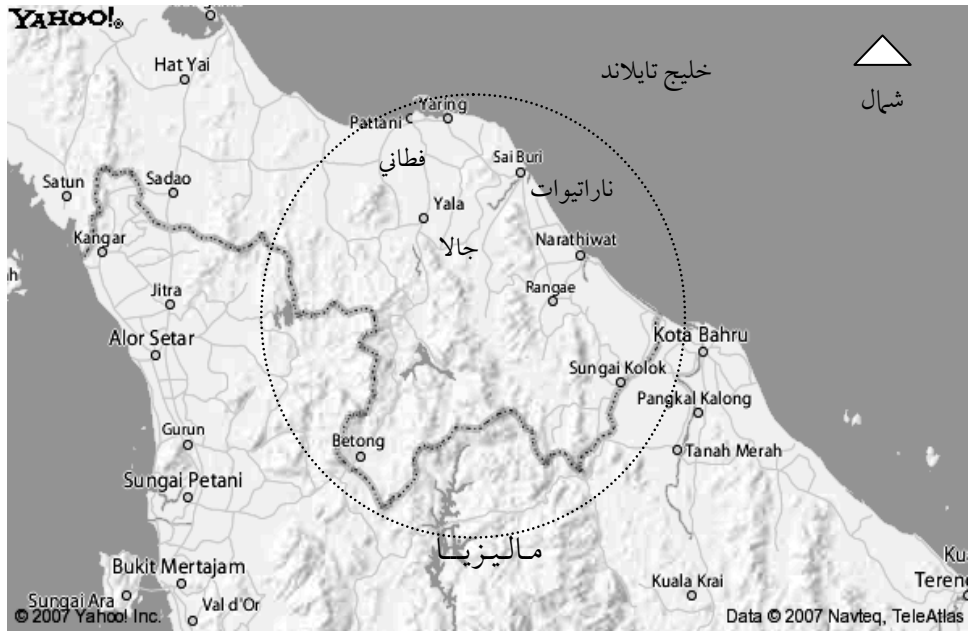 YAHOO!®
Hat Yai
خليج تايلاند
شمال
Yaring
Pattani
فطاني
Sai Buri
ناراتيوات
Satun
Sadao
Yala
جالا
Kangar
Narathiwat
Jitra
Rangae
Alor Setar
Kota Bahru
Sungai Kolok
Pangkal Kalong
Gurun
Betong
Tanah Merah
Sungai Petani
ماليزيا
Bukit Mertajam
Kuala Krai
Ku
Teren
Sungai Ara
Val d'Or
© 2007 Yahoo! Inc.
Data © 2007 Navteq, TeleAtlas